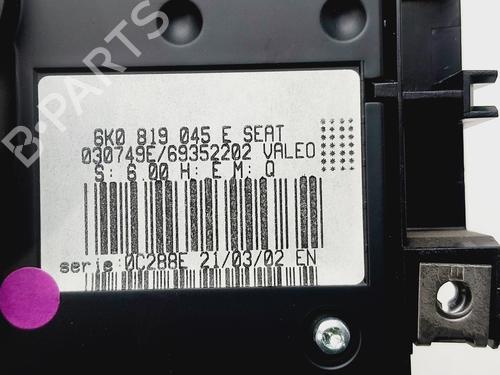 6K0 819 045 E SEAT
030749E/69352202 VALEO
S: 6.00 H: E M: Q
serie: 0C288E 21/03/02 EN
B-PARTS